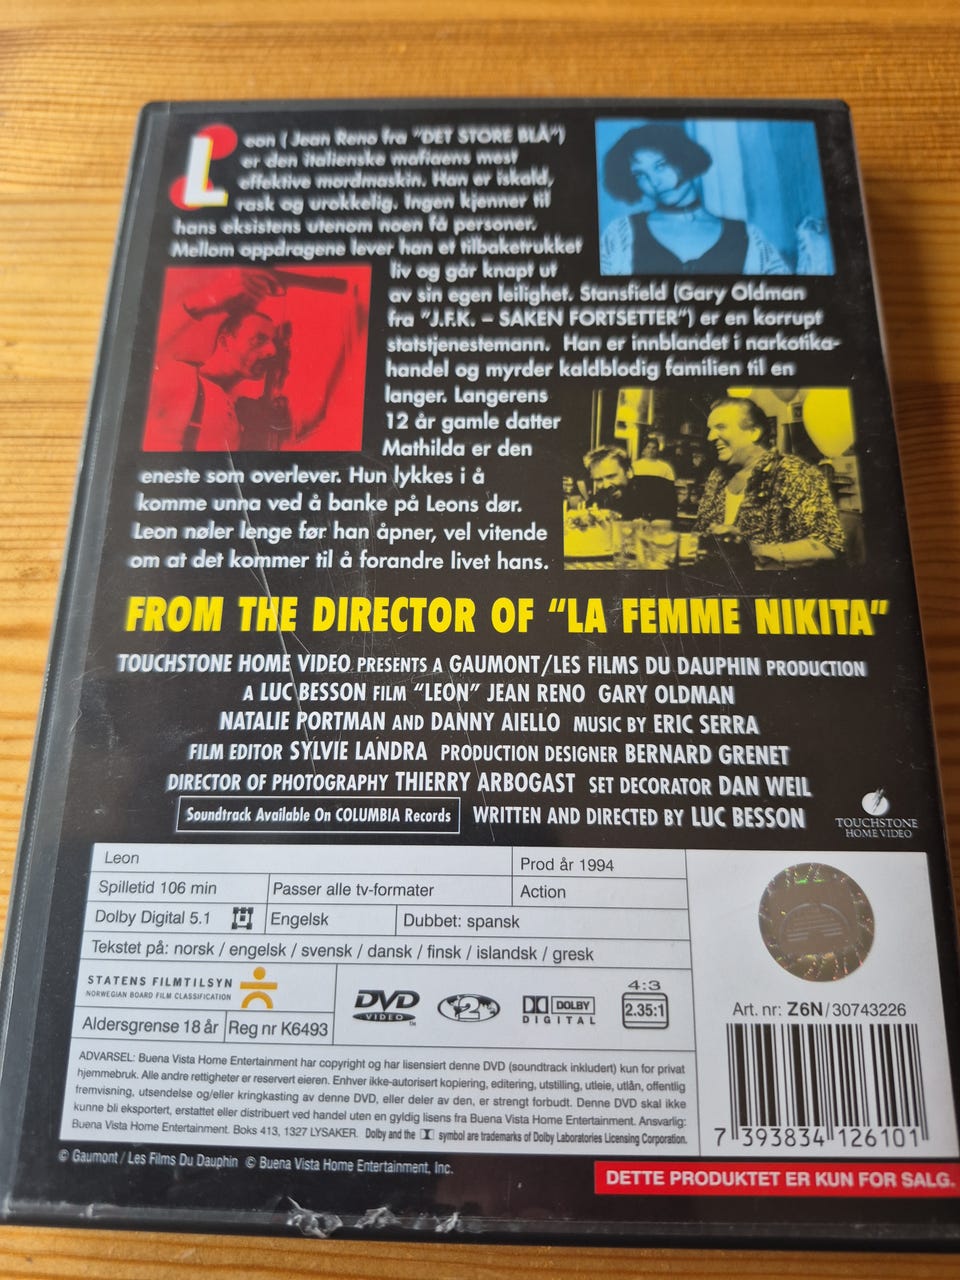 Leon ( Jean Reno fra "DET STORE BLÅ")
er den italienske mafiaens mest
effektive mordmaskin. Han er iskald,
rask og urokkelig. Ingen kjenner til
hans eksistens utenom noen få personer.
Mellom oppdragene lever han et tilbaketrukket
liv og går knapt ut
av sin egen leilighet. Stansfield (Gary Oldman
fra "J.F.K. – SAKEN FORTSETTER") er en korrupt
statstjenestemann. Han er innblandet i narkotika-
handel og myrder kaldblodig familien til en
langer. Langerens
12 år gamle datter
Mathilda er den
eneste som overlever. Hun lykkes i å
komme unna ved å banke på Leons dør.
Leon nøler lenge før han åpner, vel vitende
om at det kommer til å forandre livet hans.
FROM THE DIRECTOR OF "LA FEMME NIKITA"
TOUCHSTONE HOME VIDEO PRESENTS A GAUMONT/LES FILMS DU DAUPHIN PRODUCTION
A LUC BESSON FILM "LEON" JEAN RENO GARY OLDMAN
NATALIE PORTMAN AND DANNY AIELLO MUSIC BY ERIC SERRA
FILM EDITOR SYLVIE LANDRA PRODUCTION DESIGNER BERNARD GRENET
DIRECTOR OF PHOTOGRAPHY THIERRY ARBOGAST SET DECORATOR DAN WEIL
Soundtrack Available On COLUMBIA Records WRITTEN AND DIRECTED BY LUC BESSON
TOUCHSTONE
HOME VIDEO
Leon Prod år 1994
Spilletid 106 min Passer alle tv-formater Action
Dolby Digital 5.1 Engelsk Dubbet: spansk
Tekstet på: norsk / engelsk / svensk / dansk / finsk / islandsk / gresk
STATENS FILMTILSYN
NORWEGIAN BOARD FILM CLASSIFICATION
Aldersgrense 18 år Reg nr K6493
DVD
VIDEO TM
2
DOLBY
DIGITAL
4:3
2.35:1
Art. nr: Z6N/30743226
ADVARSEL: Buena Vista Home Entertainment har copyright og har lisensiert denne DVD (soundtrack inkludert) kun for privat
hjemmebruk. Alle andre rettigheter er reservert eieren. Enhver ikke-autorisert kopiering, editering, utstilling, utleie, utlån, offentlig
fremvisning, utsendelse og/eller kringkasting av denne DVD, eller deler av den, er strengt forbudt. Denne DVD skal ikke
kunne bli eksportert, erstattet eller distribuert ved handel uten en gyldig lisens fra Buena Vista Home Entertainment. Ansvarlig:
Buena Vista Home Entertainment. Boks 413, 1327 LYSAKER. Dolby and the symbol are trademarks of Dolby Laboratories Licensing Corporation.
7 393834 126101
© Gaumont / Les Films Du Dauphin © Buena Vista Home Entertainment, Inc.
DETTE PRODUKTET ER KUN FOR SALG.